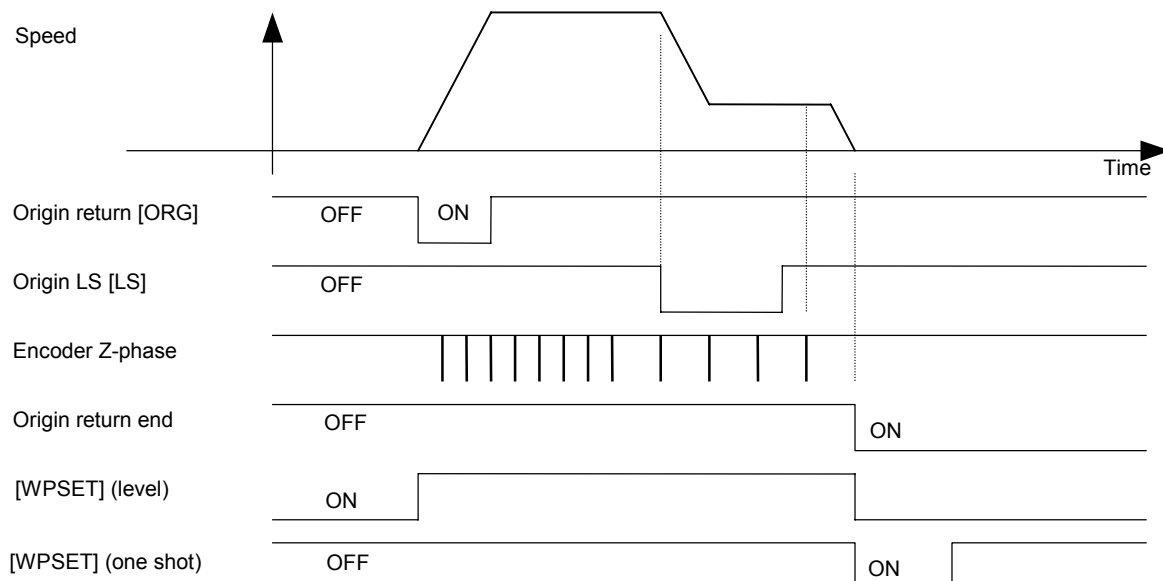 Speed
Time
Origin return [ORG]
OFF
ON
Origin LS [LS]
OFF
Encoder Z-phase
Origin return end
OFF
ON
[WPSET] (level)
ON
[WPSET] (one shot)
OFF
ON